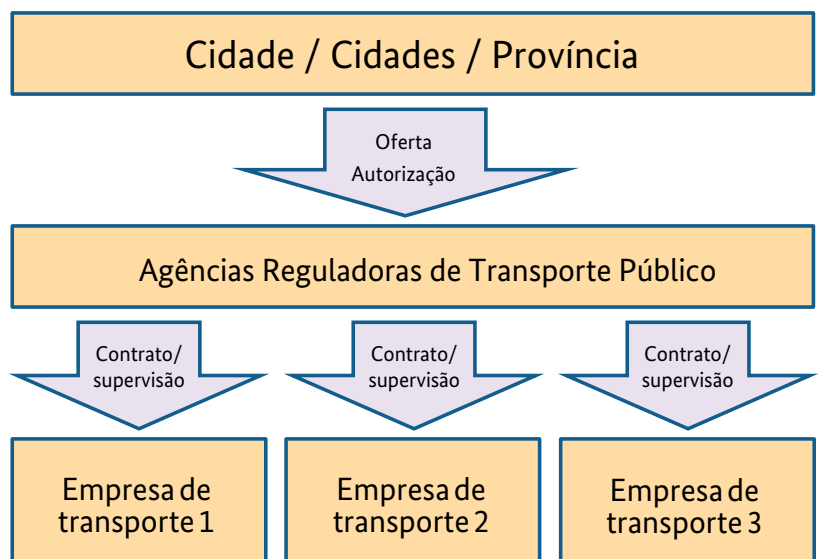 Cidade / Cidades / Província
Oferta
Autorização
Agências Reguladoras de Transporte Público
Contrato/
supervisão
Contrato/
supervisão
Contrato/
supervisão
Empresa de
transporte 1
Empresa de
transporte 2
Empresa de
transporte 3